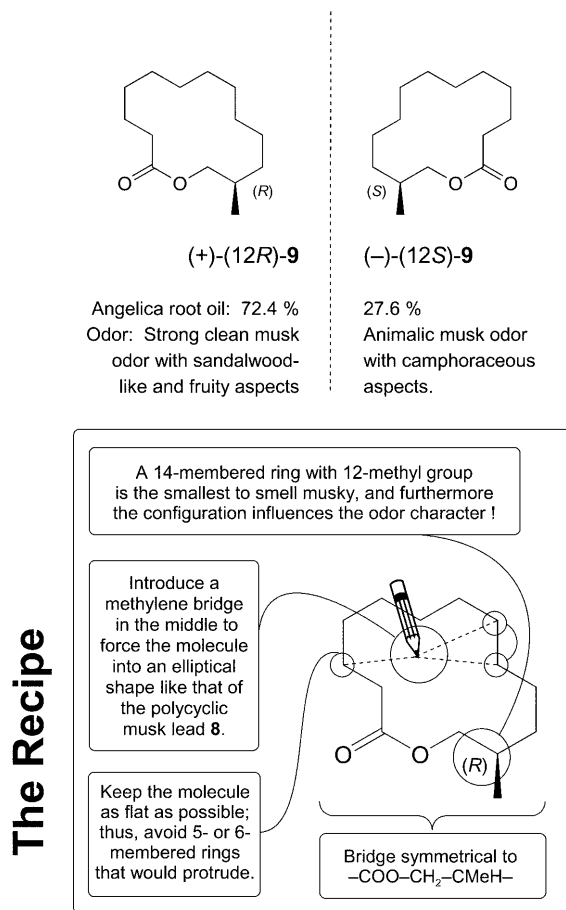 O
O
(R)
(S)
O
O
(+)-(12R)-9
(–)-(12S)-9
Angelica root oil: 72.4 %
Odor: Strong clean musk
odor with sandalwood-
like and fruity aspects
27.6 %
Animalic musk odor
with camphoraceous
aspects.
The Recipe
A 14-membered ring with 12-methyl group
is the smallest to smell musky, and furthermore
the configuration influences the odor character !
Introduce a
methylene bridge
in the middle to
force the molecule
into an elliptical
shape like that of
the polycyclic
musk lead 8.
O
O
(R)
Keep the molecule
as flat as possible;
thus, avoid 5- or 6-
membered rings
that would protrude.
Bridge symmetrical to
–COO–CH₂–CMeH–